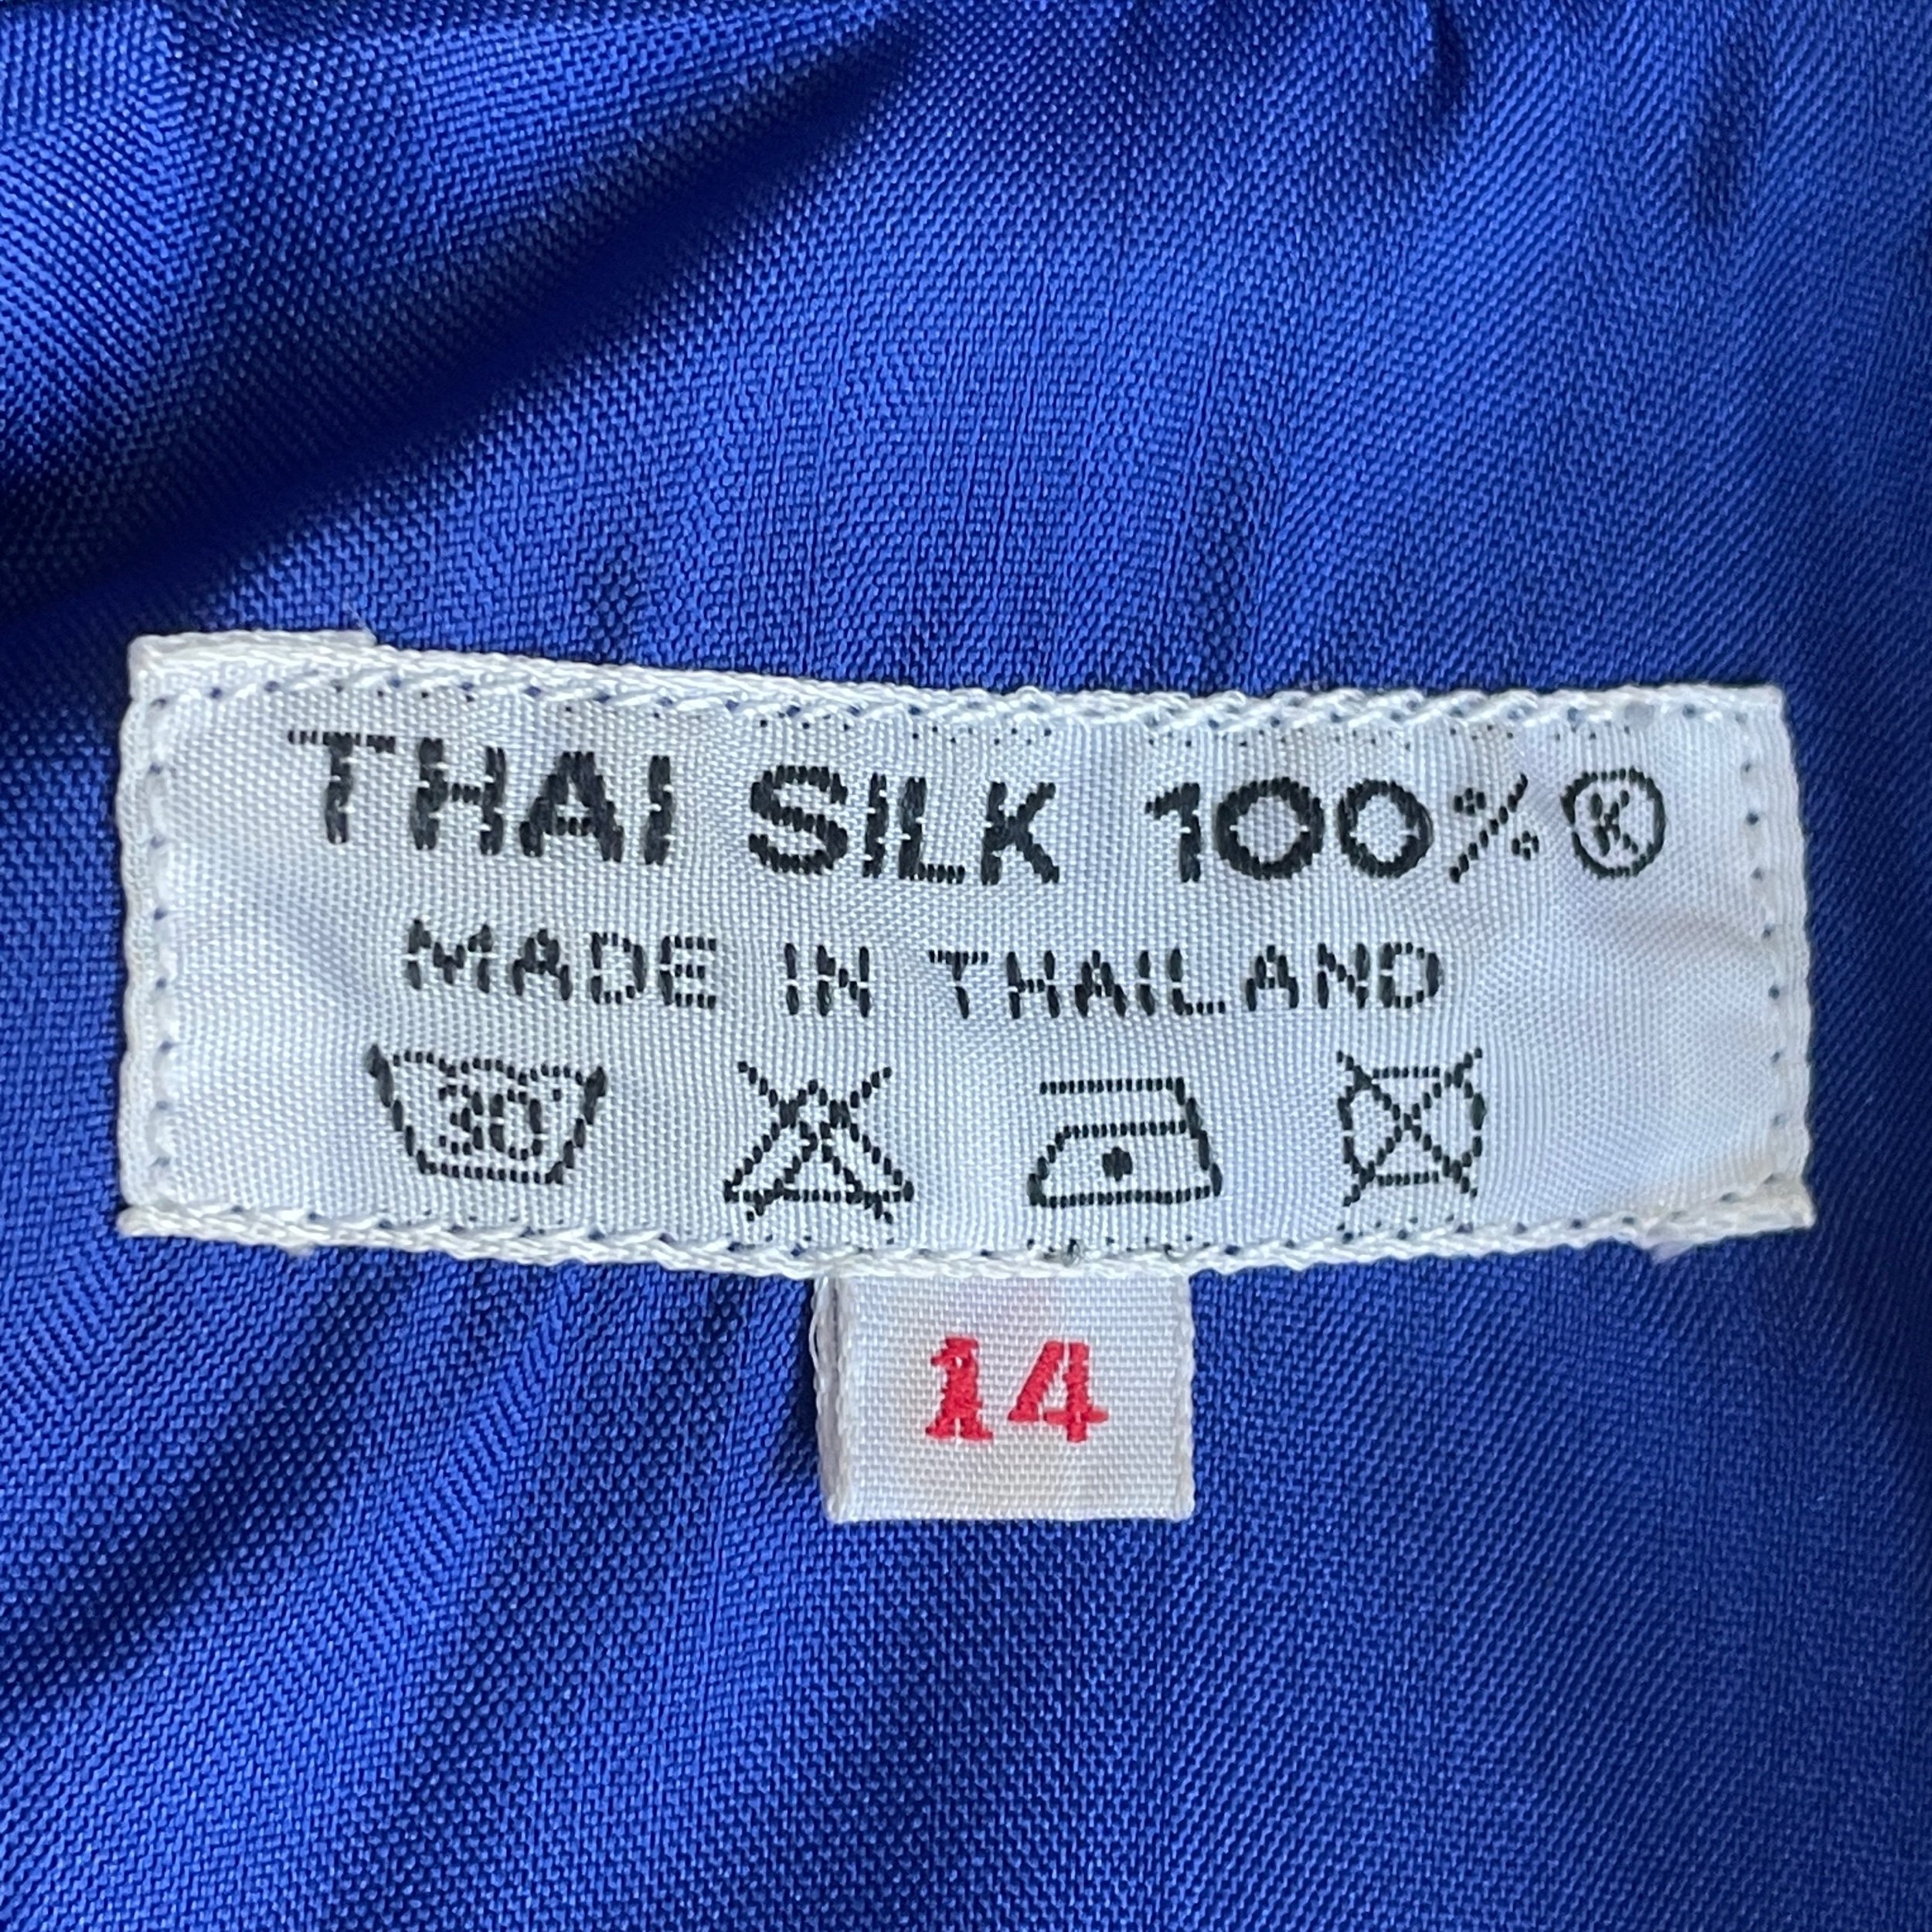 THAI SILK 100% Ⓚ
MADE IN THAILAND
30°
14